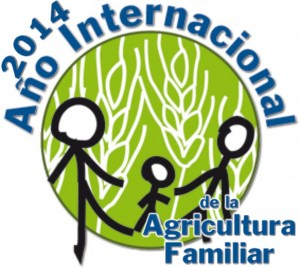 2014
Año Internacional
de la
Agricultura
Familiar